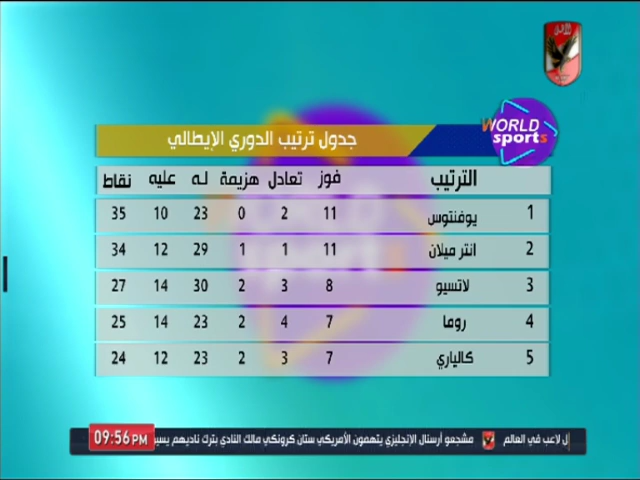 WORLD
sports
جدول ترتيب الدوري الإيطالي
الترتيب فوز تعادل هزيمة له عليه نقاط
1 يوفنتوس 11 2 0 23 10 35
2 انتر ميلان 11 1 1 29 12 34
3 لاتسيو 8 3 2 30 14 27
4 روما 7 4 2 23 14 25
5 كالياري 7 3 2 23 12 24
ل لاعب في العالم مشجعو أرسنال الإنجليزي يتهمون الأمريكي ستان كرونكي مالك النادي بترك ناديهم يسير
09:56 PM